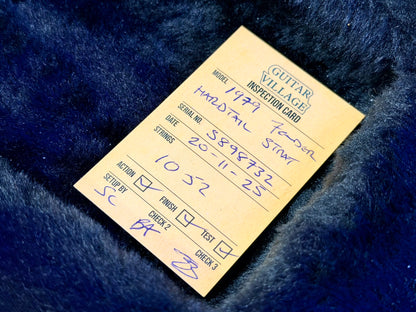 GUITAR
VILLAGE
INSPECTION CARD
MODEL 1979 Fender
HARDTAIL STRAT
SERIAL NO. S898732
DATE 20-11-25
STRINGS 10 52
ACTION ☑ FINISH ☑ TEST ☑
SETUP BY CHECK 2 CHECK 3
SC BA